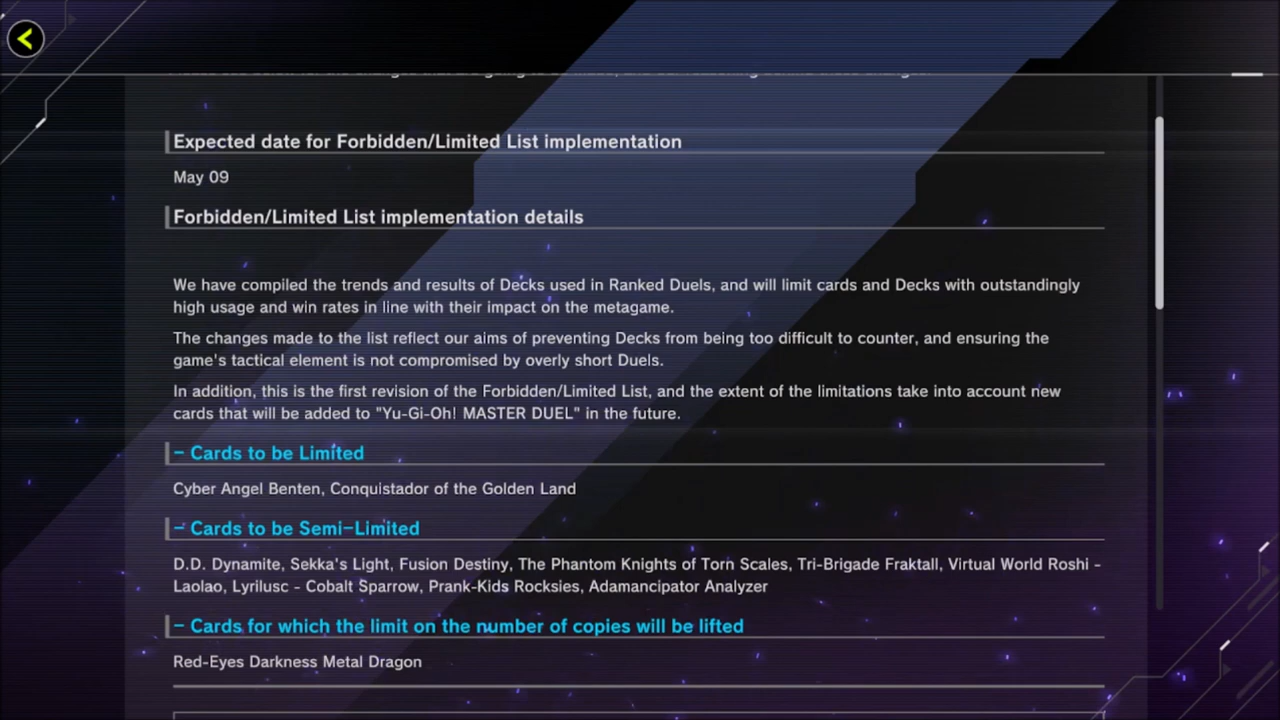 Expected date for Forbidden/Limited List implementation
May 09
Forbidden/Limited List implementation details
We have compiled the trends and results of Decks used in Ranked Duels, and will limit cards and Decks with outstandingly
high usage and win rates in line with their impact on the metagame.
The changes made to the list reflect our aims of preventing Decks from being too difficult to counter, and ensuring the
game's tactical element is not compromised by overly short Duels.
In addition, this is the first revision of the Forbidden/Limited List, and the extent of the limitations take into account new
cards that will be added to "Yu-Gi-Oh! MASTER DUEL" in the future.
- Cards to be Limited
Cyber Angel Benten, Conquistador of the Golden Land
- Cards to be Semi-Limited
D.D. Dynamite, Sekka's Light, Fusion Destiny, The Phantom Knights of Torn Scales, Tri-Brigade Fraktall, Virtual World Roshi -
Laolao, Lyrilusc - Cobalt Sparrow, Prank-Kids Rocksies, Adamancipator Analyzer
- Cards for which the limit on the number of copies will be lifted
Red-Eyes Darkness Metal Dragon